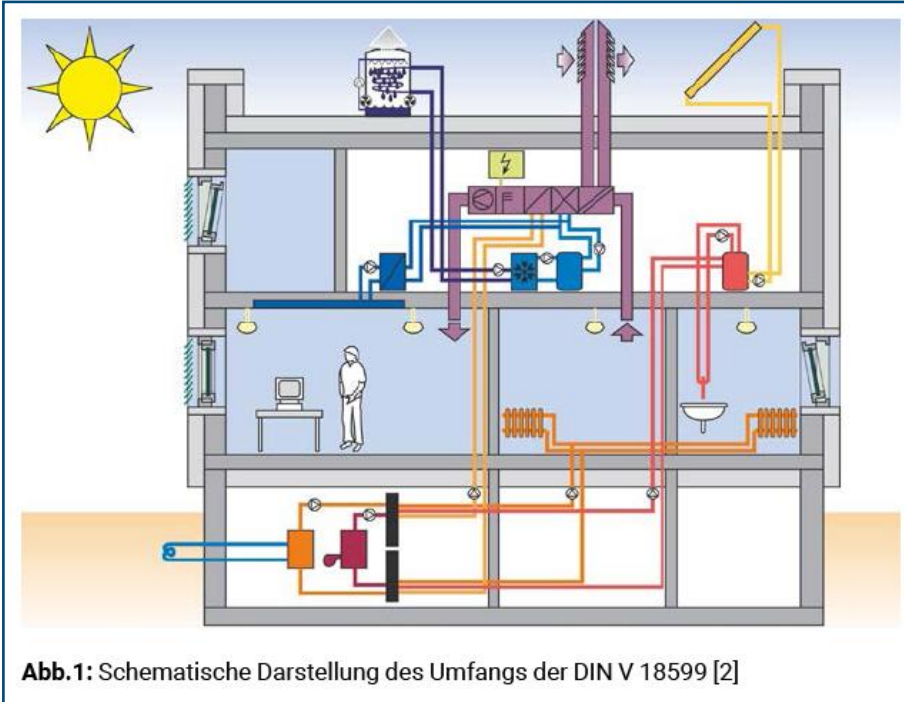 Abb.1: Schematische Darstellung des Umfangs der DIN V 18599 [2]